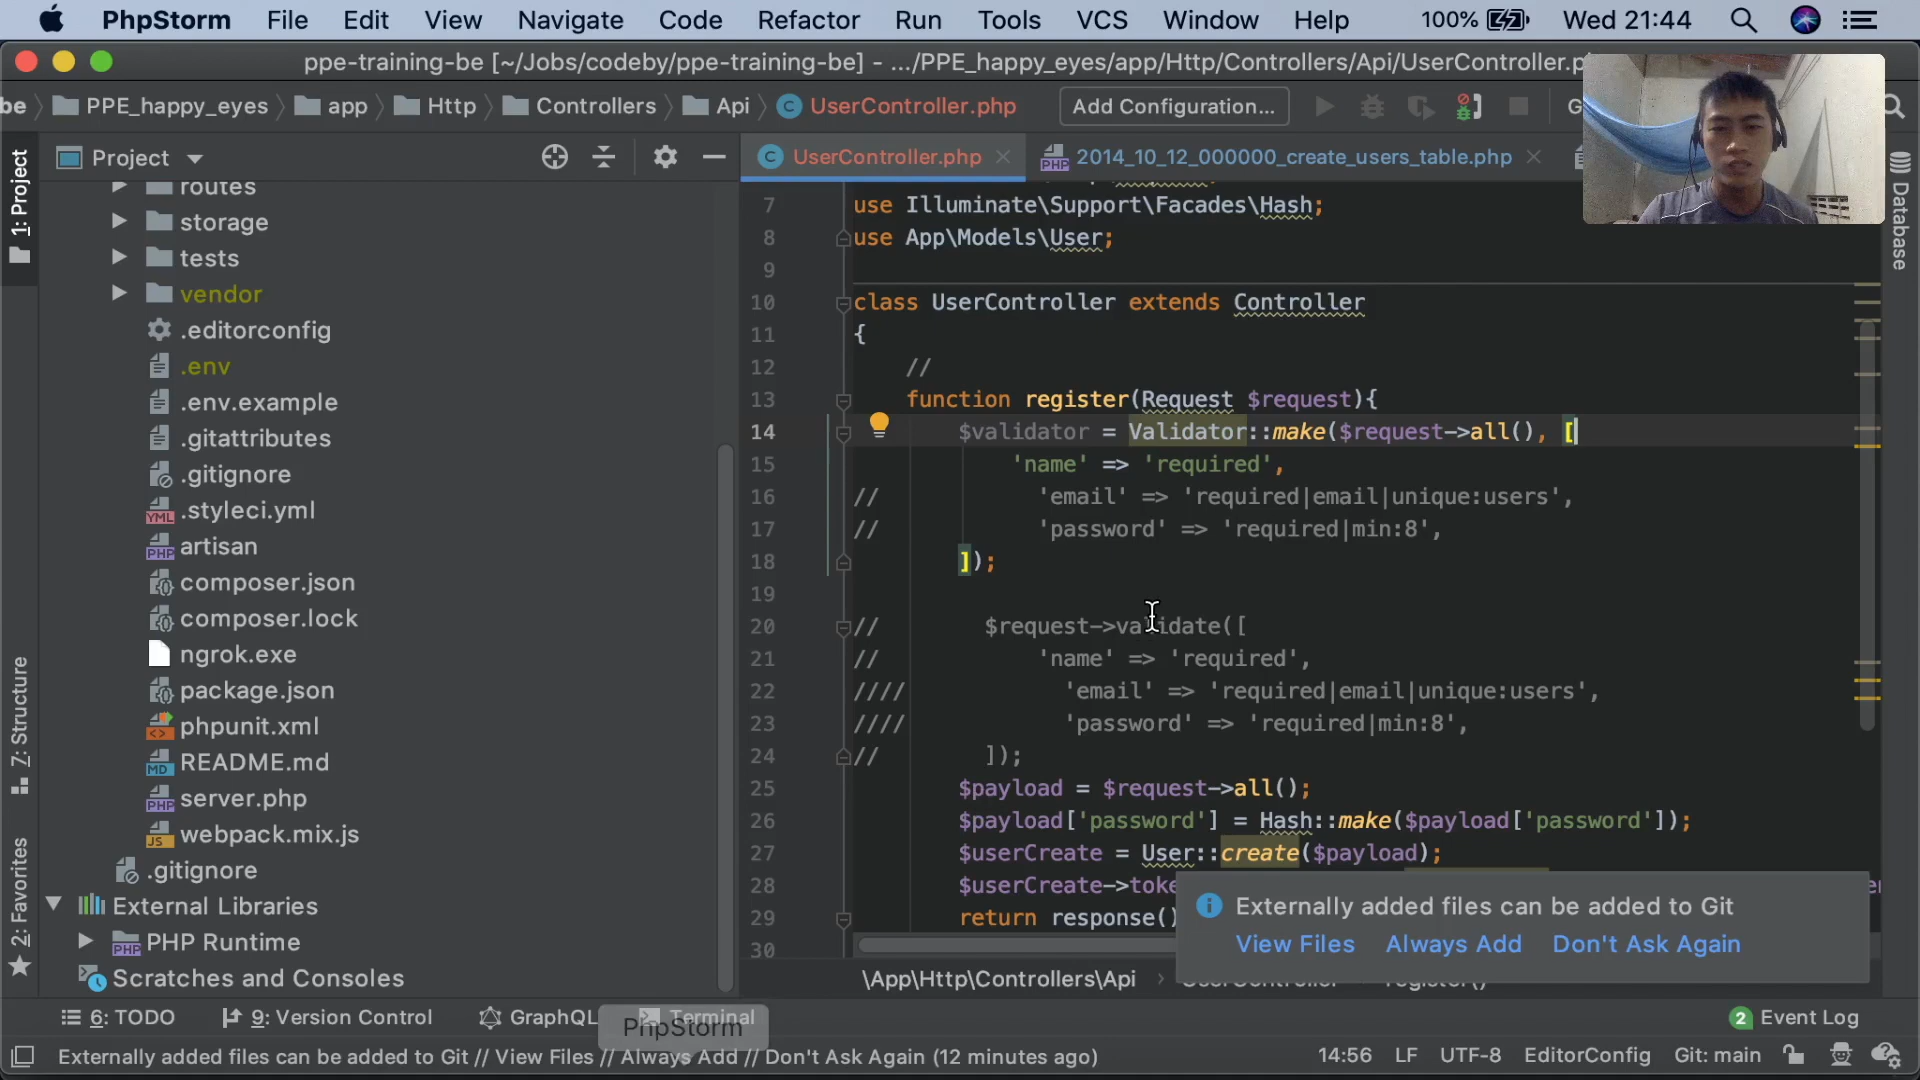 PhpStorm File Edit View Navigate Code Refactor Run Tools VCS Window Help 100% Wed 21:44
ppe-training-be [~/Jobs/codeby/ppe-training-be] - .../PPE_happy_eyes/app/Http/Controllers/Api/UserController.p
be PPE_happy_eyes app Http Controllers Api UserController.php Add Configuration...
1: Project
Project
routes
storage
tests
vendor
.editorconfig
.env
.env.example
.gitattributes
.gitignore
.styleci.yml
artisan
composer.json
composer.lock
ngrok.exe
package.json
phpunit.xml
README.md
server.php
webpack.mix.js
.gitignore
External Libraries
PHP Runtime
Scratches and Consoles
Z: Structure
2: Favorites
UserController.php 2014_10_12_000000_create_users_table.php
Database
7 use Illuminate\Support\Facades\Hash;
8 use App\Models\User;
9
10 class UserController extends Controller
11 {
12 //
13 function register(Request $request){
14 $validator = Validator::make($request->all(), [
15 'name' => 'required',
16 // 'email' => 'required|email|unique:users',
17 // 'password' => 'required|min:8',
18 ]);
19
20 // $request->validate([
21 // 'name' => 'required',
22 //// 'email' => 'required|email|unique:users',
23 //// 'password' => 'required|min:8',
24 // ]);
25 $payload = $request->all();
26 $payload['password'] = Hash::make($payload['password']);
27 $userCreate = User::create($payload);
28 $userCreate->toke
29 return response()
30
Externally added files can be added to Git
View Files Always Add Don't Ask Again
\App\Http\Controllers\Api
6: TODO 9: Version Control GraphQL Terminal 2 Event Log
PhpStorm
Externally added files can be added to Git // View Files // Always Add // Don't Ask Again (12 minutes ago) 14:56 LF UTF-8 EditorConfig Git: main